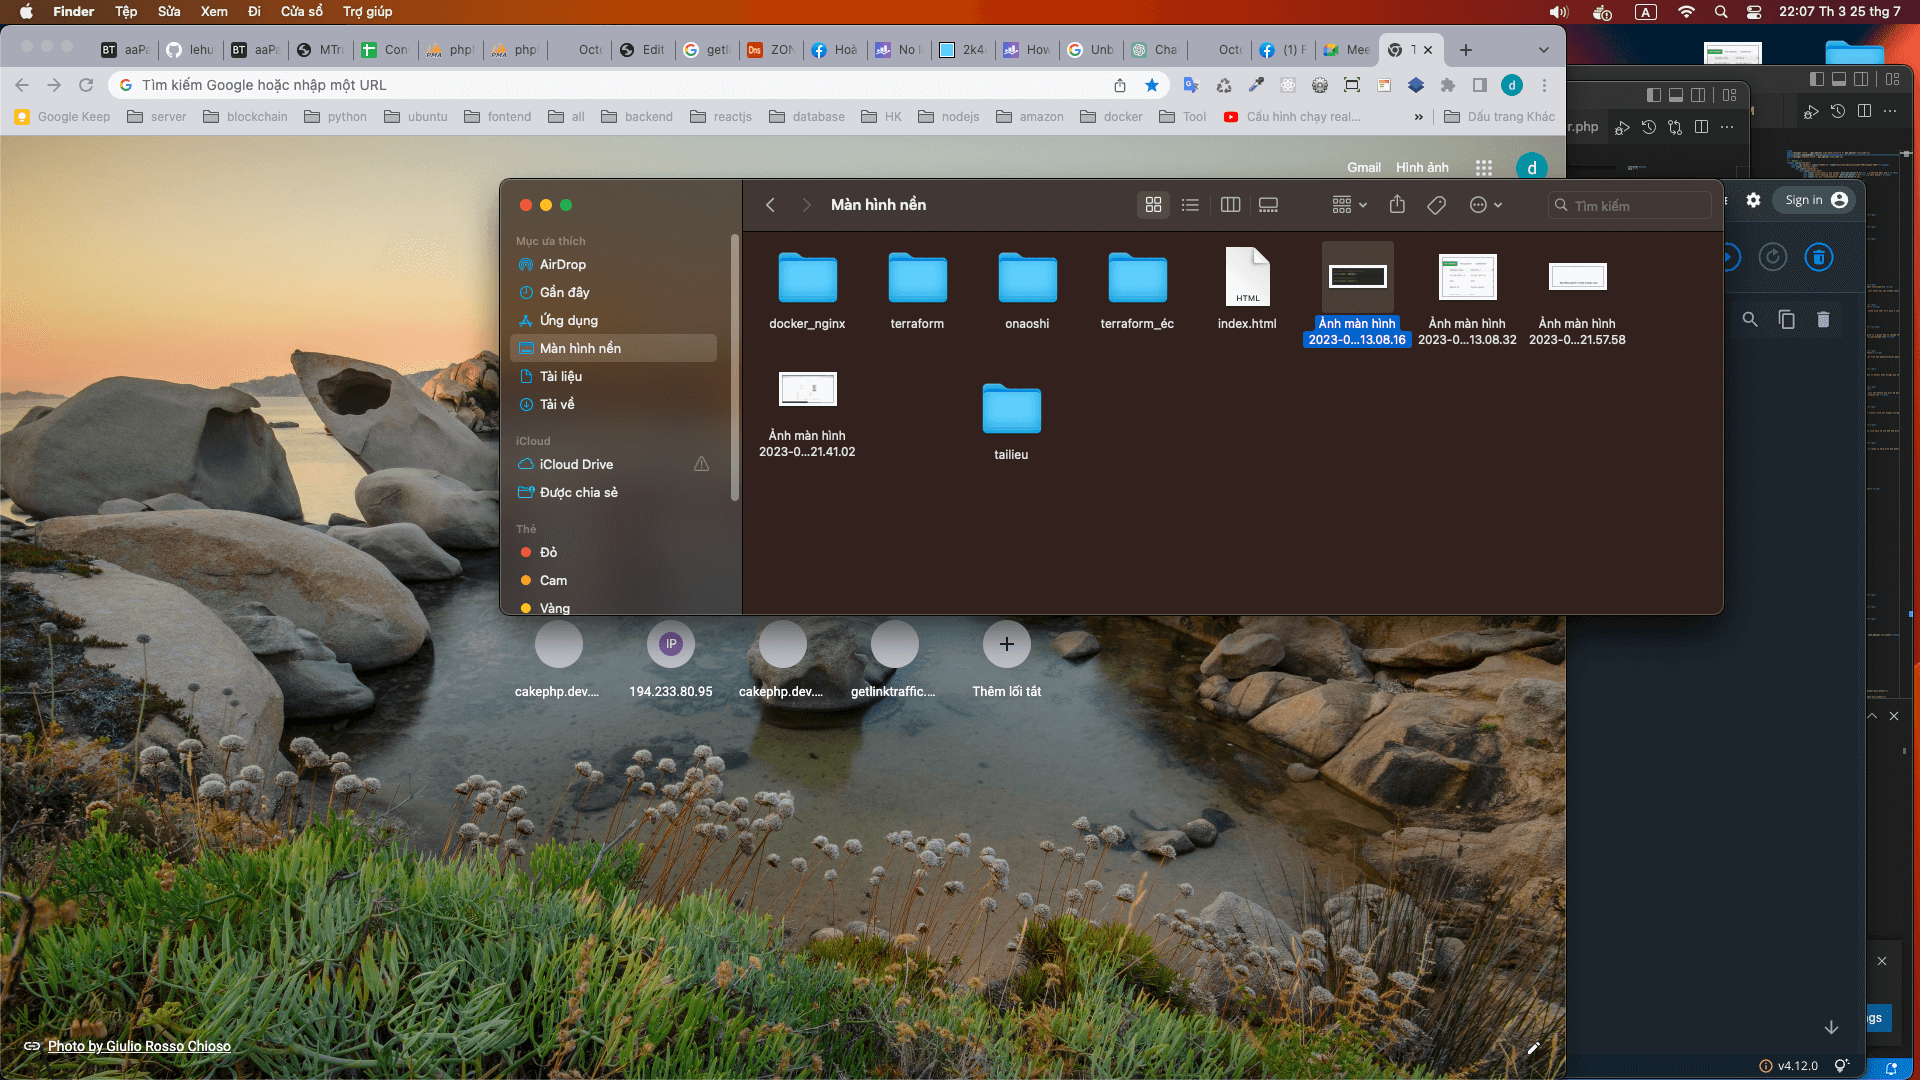 Finder Tệp Sửa Xem Đi Cửa sổ Trợ giúp
A 22:07 Th 3 25 thg 7
BT aaPa lehu BT aaPa MTr Con PMA phpl PMA phpl Octo Edit getl Dns ZON Hoà No i 2k4 How Unb Cha Octo (1) F Mee
Tìm kiếm Google hoặc nhập một URL
d
Google Keep server blockchain python ubuntu fontend all backend reactjs database HK nodejs amazon docker Tool Cấu hình chạy real... » Dấu trang Khác
r.php
Gmail Hình ảnh d
Sign in
Màn hình nền
Tìm kiếm
Mục ưa thích
AirDrop
Gần đây
Ứng dụng
Màn hình nền
Tài liệu
Tải về
iCloud
iCloud Drive
Được chia sẻ
Thẻ
Đỏ
Cam
Vàng
HTML
docker_nginx terraform onaoshi terraform_éc index.html
Ảnh màn hình
2023-0...13.08.16
Ảnh màn hình
2023-0...13.08.32
Ảnh màn hình
2023-0...21.57.58
Ảnh màn hình
2023-0...21.41.02
tailieu
IP
cakephp.dev.... 194.233.80.95 cakephp.dev.... getlinktraffic.... Thêm lối tắt
Photo by Giulio Rosso Chioso
gs
v4.12.0